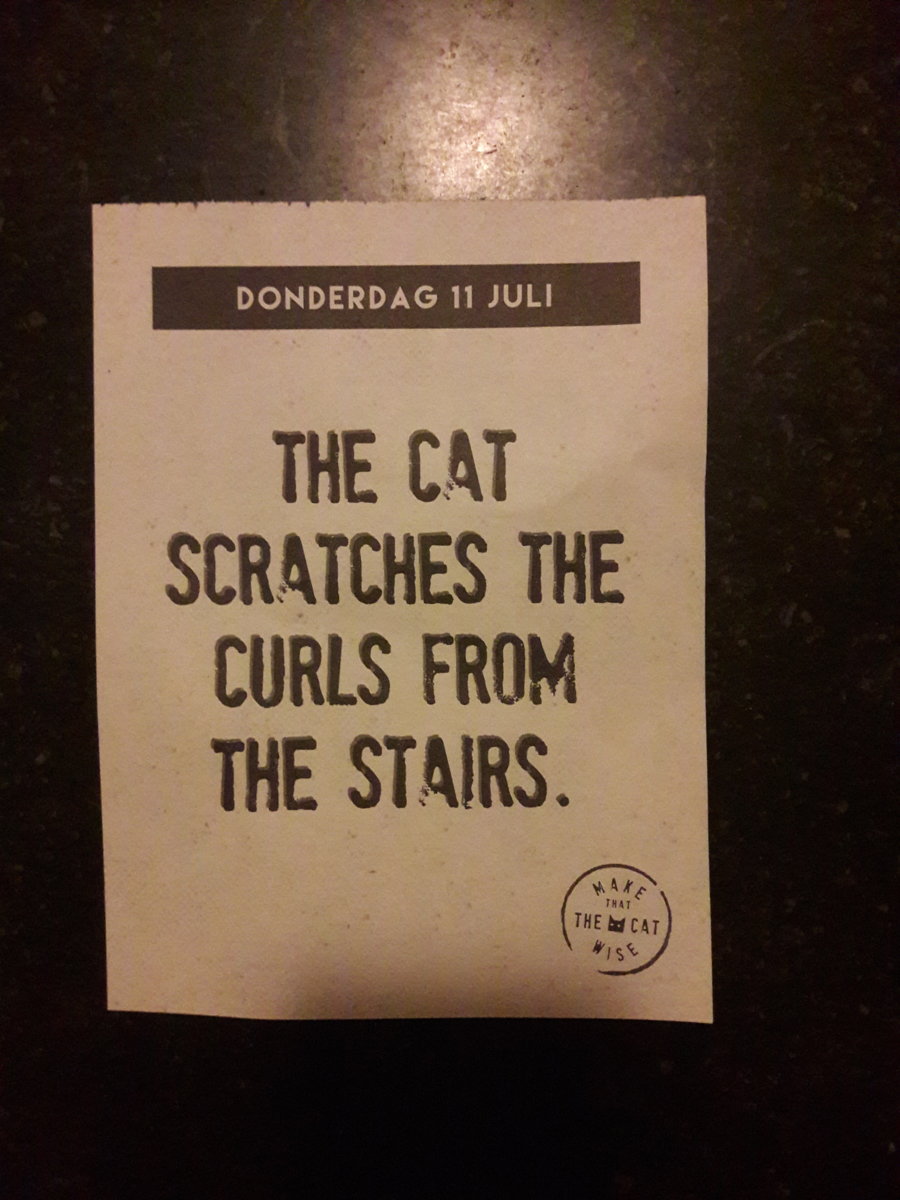 DONDERDAG 11 JULI
THE CAT
SCRATCHES THE
CURLS FROM
THE STAIRS.
MAKE
THAT
THE CAT
WISE